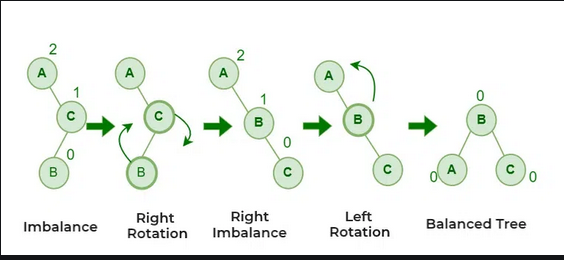 2
A
1
C
0
B
Imbalance
A
C
B
Right
Rotation
2
A
1
B
0
C
Right
Imbalance
A
B
C
Left
Rotation
0
B
0 A
C 0
Balanced Tree